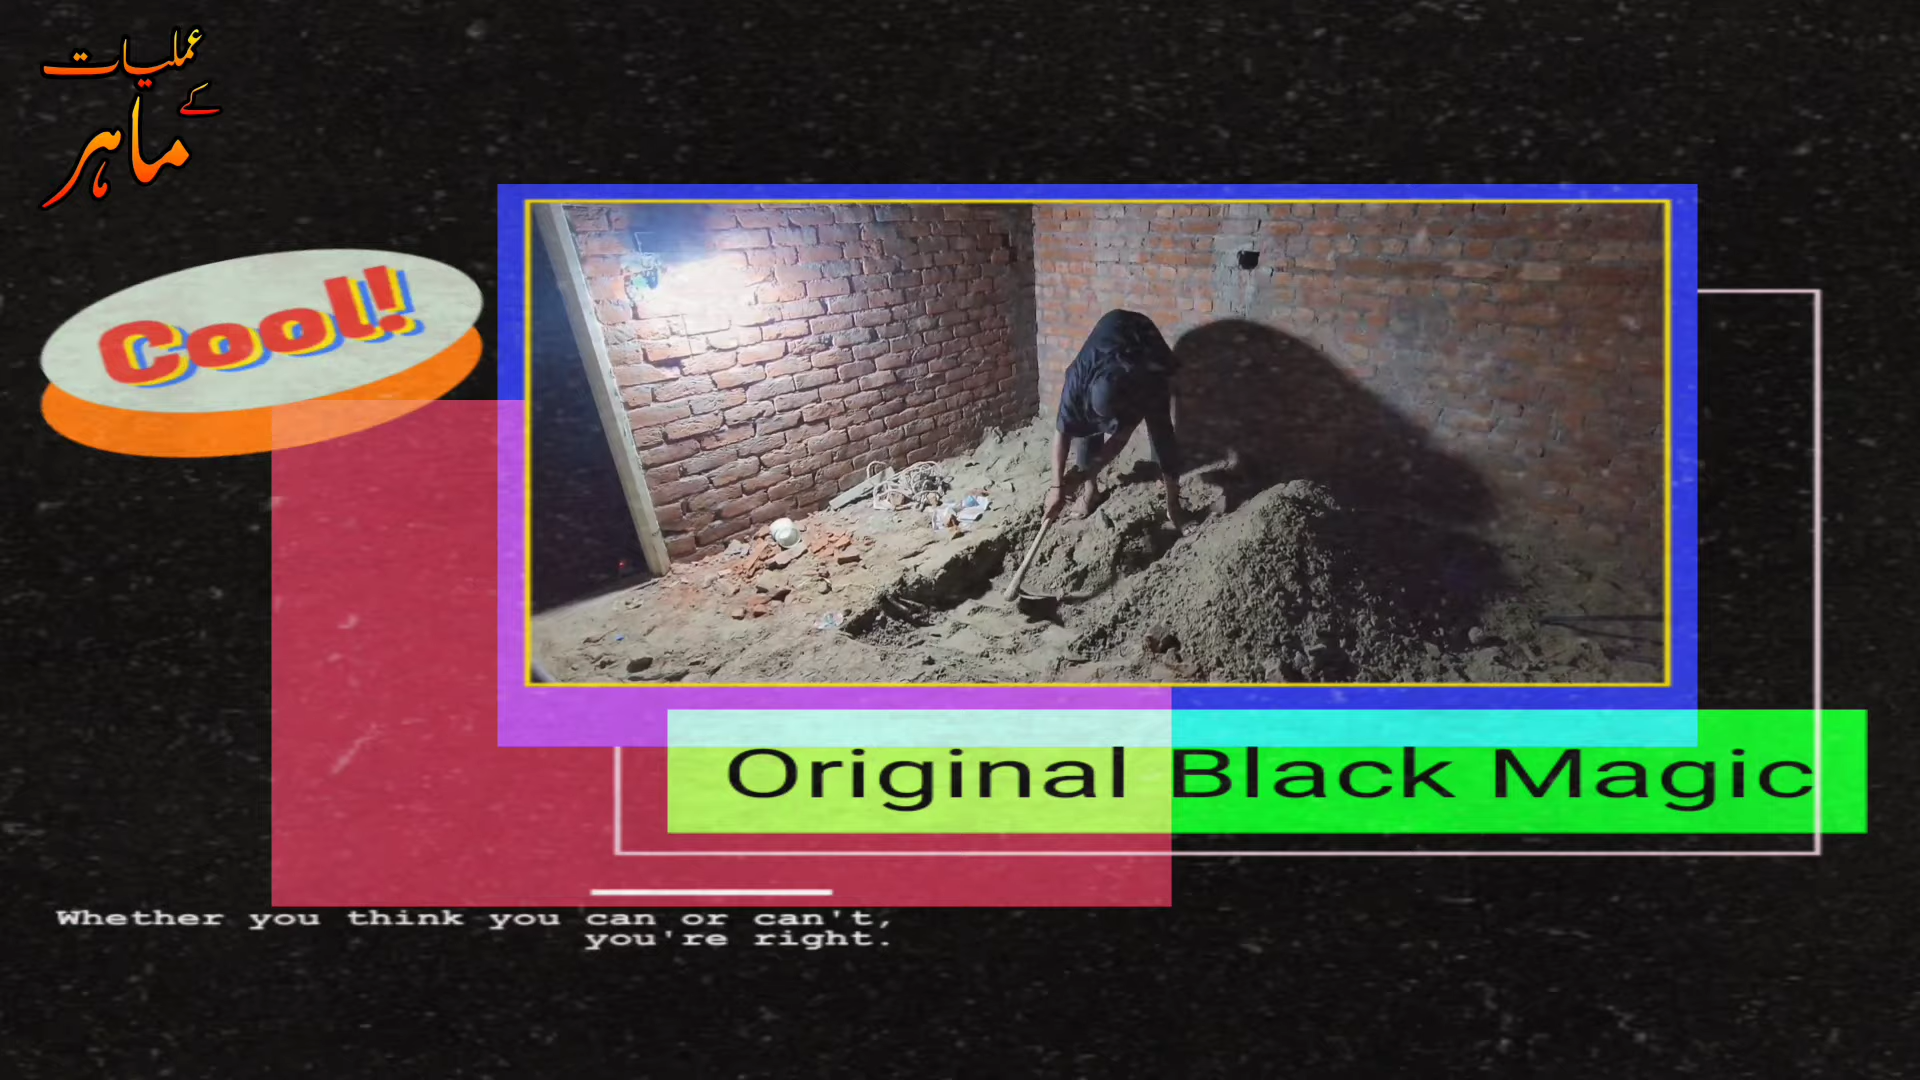 عملیات
کے
ماہر
Cool!
Original Black Magic
Whether you think you can or can't,
you're right.